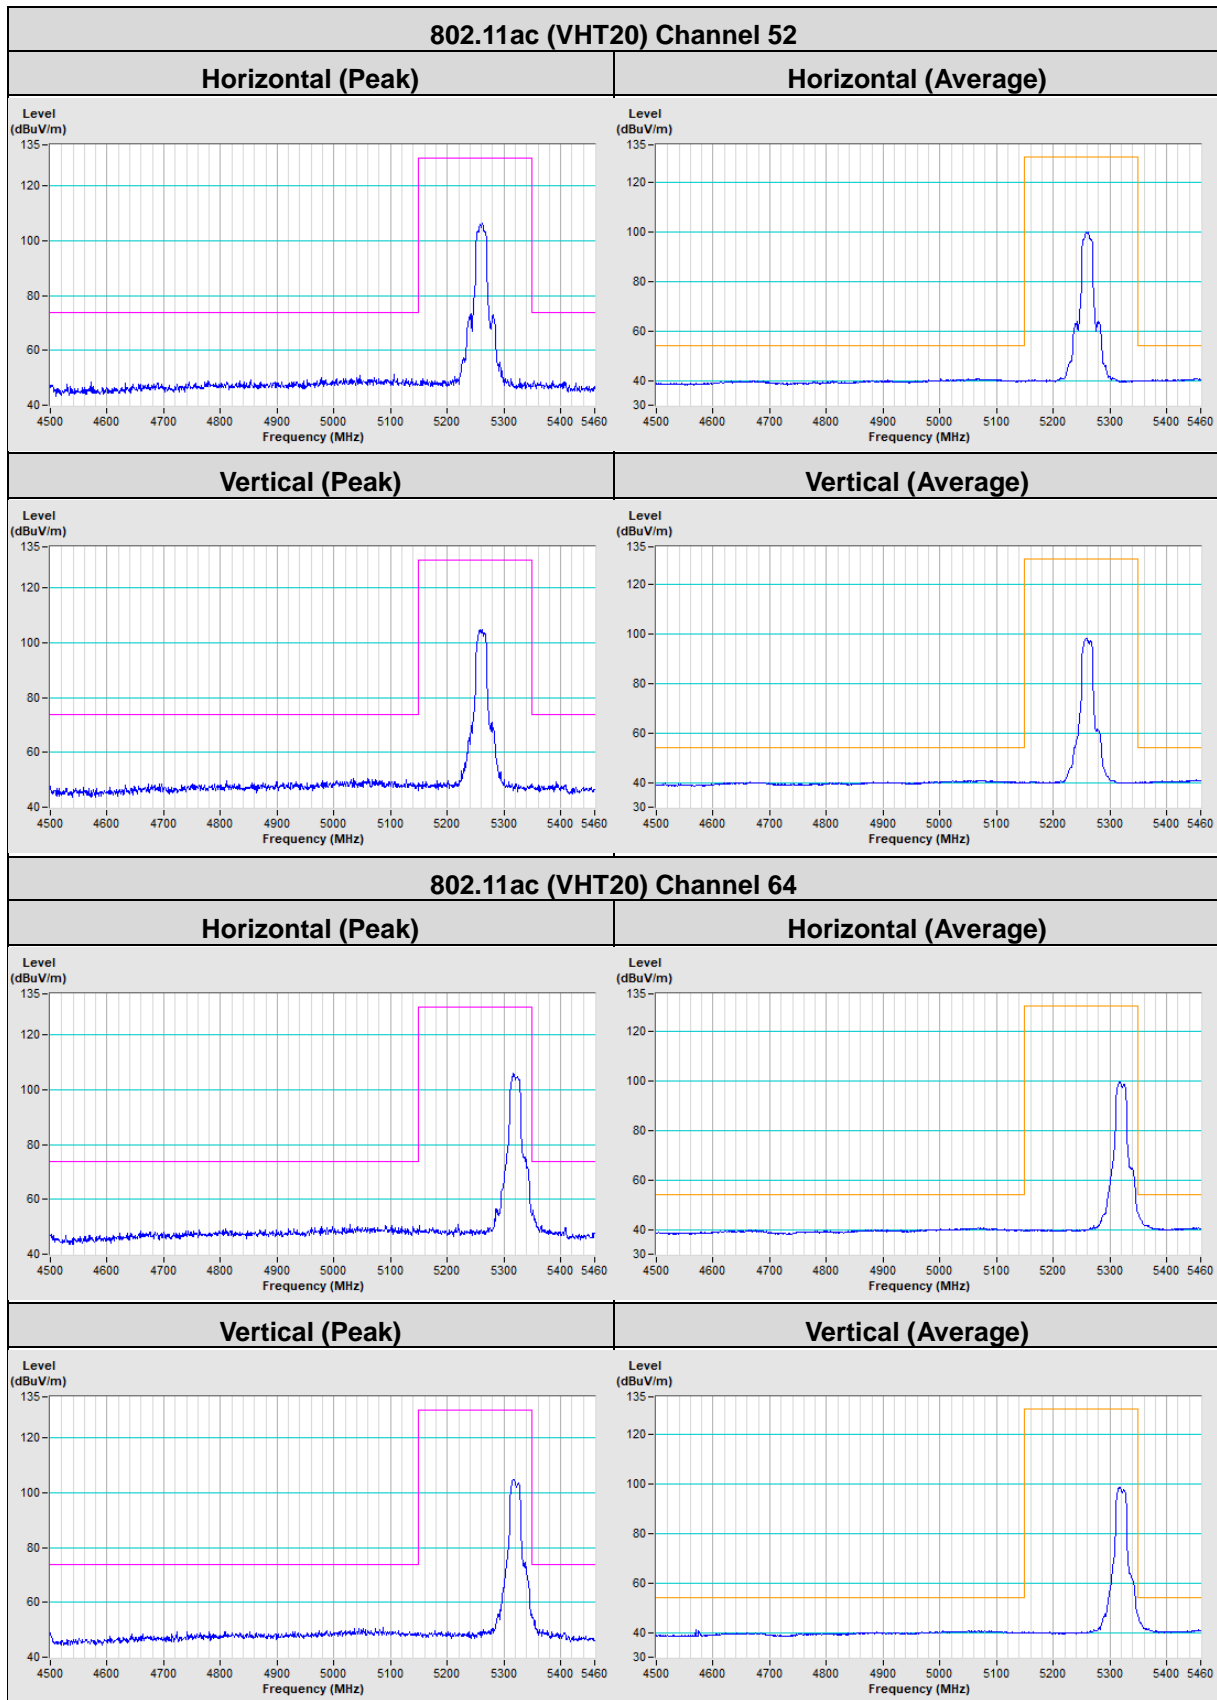 802.11ac (VHT20) Channel 52
Horizontal (Peak)
Horizontal (Average)
Level
(dBuV/m)
135
120
100
80
60
40
4500 4600 4700 4800 4900 5000 5100 5200 5300 5400 5460
Frequency (MHz)
Level
(dBuV/m)
135
120
100
80
60
40
30
4500 4600 4700 4800 4900 5000 5100 5200 5300 5400 5460
Frequency (MHz)
Vertical (Peak)
Vertical (Average)
Level
(dBuV/m)
135
120
100
80
60
40
4500 4600 4700 4800 4900 5000 5100 5200 5300 5400 5460
Frequency (MHz)
Level
(dBuV/m)
135
120
100
80
60
40
30
4500 4600 4700 4800 4900 5000 5100 5200 5300 5400 5460
Frequency (MHz)
802.11ac (VHT20) Channel 64
Horizontal (Peak)
Horizontal (Average)
Level
(dBuV/m)
135
120
100
80
60
40
4500 4600 4700 4800 4900 5000 5100 5200 5300 5400 5460
Frequency (MHz)
Level
(dBuV/m)
135
120
100
80
60
40
30
4500 4600 4700 4800 4900 5000 5100 5200 5300 5400 5460
Frequency (MHz)
Vertical (Peak)
Vertical (Average)
Level
(dBuV/m)
135
120
100
80
60
40
4500 4600 4700 4800 4900 5000 5100 5200 5300 5400 5460
Frequency (MHz)
Level
(dBuV/m)
135
120
100
80
60
40
30
4500 4600 4700 4800 4900 5000 5100 5200 5300 5400 5460
Frequency (MHz)